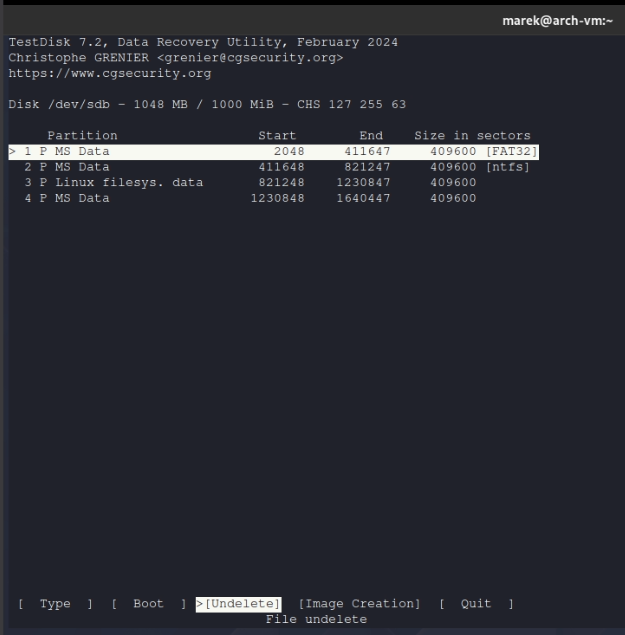 marek@arch-vm:~
TestDisk 7.2, Data Recovery Utility, February 2024
Christophe GRENIER <grenier@cgsecurity.org>
https://www.cgsecurity.org
Disk /dev/sdb - 1048 MB / 1000 MiB - CHS 127 255 63
Partition Start End Size in sectors
> 1 P MS Data 2048 411647 409600 [FAT32]
2 P MS Data 411648 821247 409600 [ntfs]
3 P Linux filesys. data 821248 1230847 409600
4 P MS Data 1230848 1640447 409600
[ Type ] [ Boot ] >[Undelete] [Image Creation] [ Quit ]
File undelete